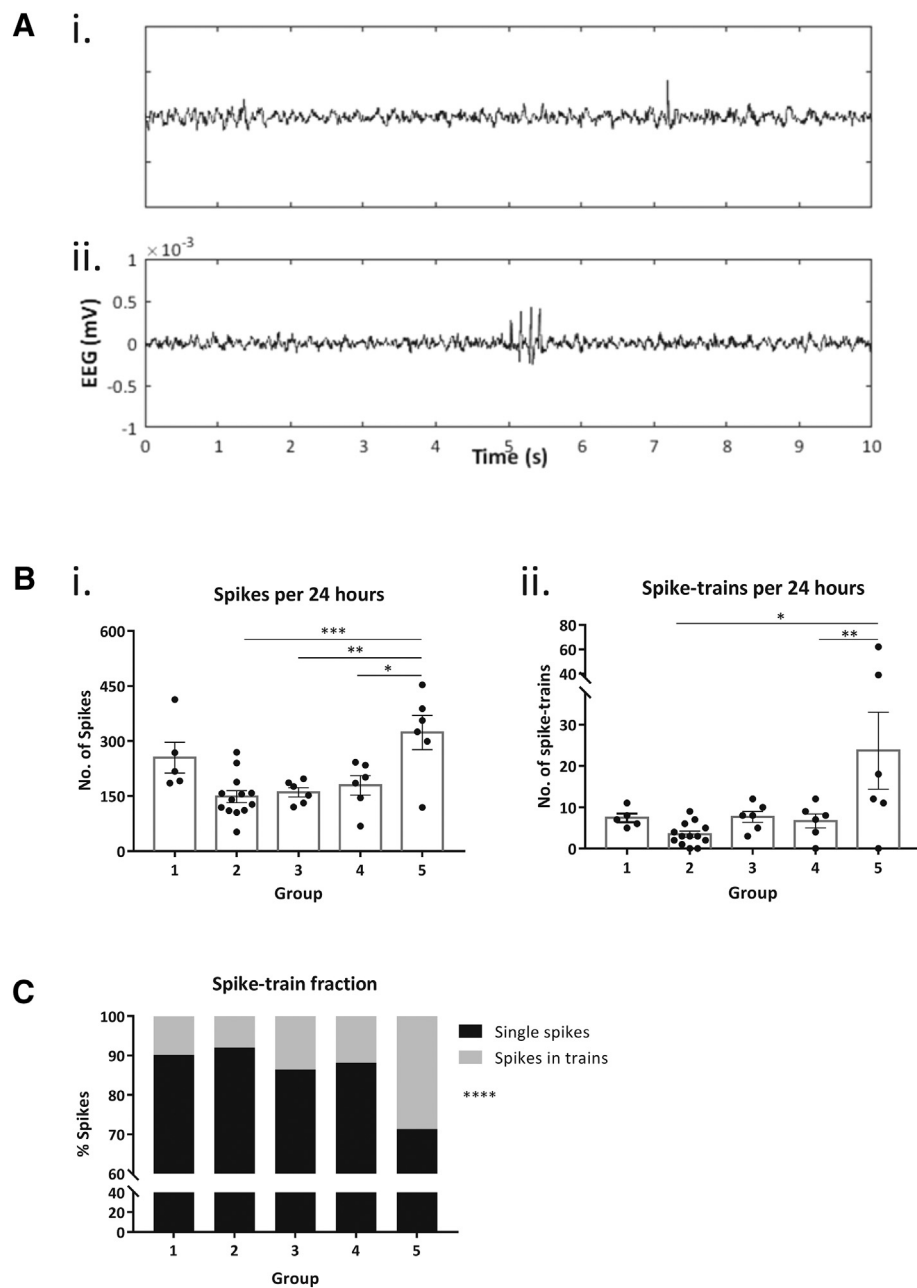 A
i.
ii.
1 ×10-3
0.5
0
-0.5
-1
EEG (mV)
0 1 2 3 4 5 6 7 8 9 10
Time (s)
B
i.
Spikes per 24 hours
***
**
*
600
450
300
150
0
No. of Spikes
1 2 3 4 5
Group
ii.
Spike-trains per 24 hours
*
**
80
60
40
30
20
10
0
No. of spike-trains
1 2 3 4 5
Group
C
Spike-train fraction
100
90
80
70
60
40
20
0
% Spikes
1 2 3 4 5
Group
Single spikes
Spikes in trains
****